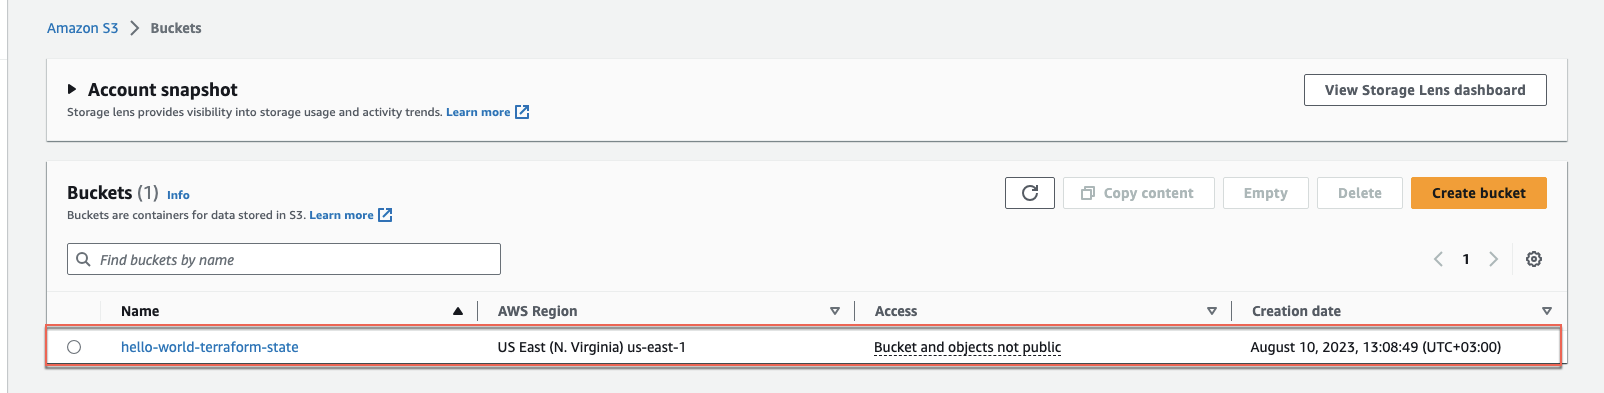 Amazon S3 > Buckets
Account snapshot
View Storage Lens dashboard
Storage lens provides visibility into storage usage and activity trends. Learn more
Buckets (1) Info
Copy content Empty Delete Create bucket
Buckets are containers for data stored in S3. Learn more
Find buckets by name
1
Name AWS Region Access Creation date
hello-world-terraform-state US East (N. Virginia) us-east-1 Bucket and objects not public August 10, 2023, 13:08:49 (UTC+03:00)